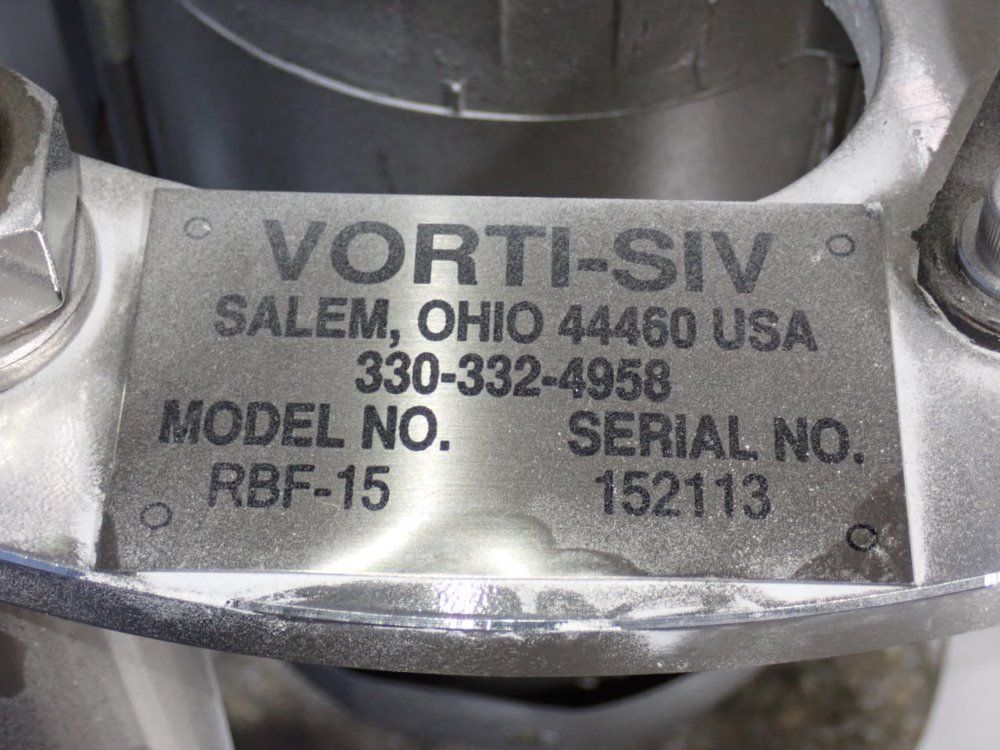 VORTI-SIV
SALEM, OHIO 44460 USA
330-332-4958
MODEL NO. SERIAL NO.
RBF-15 152113